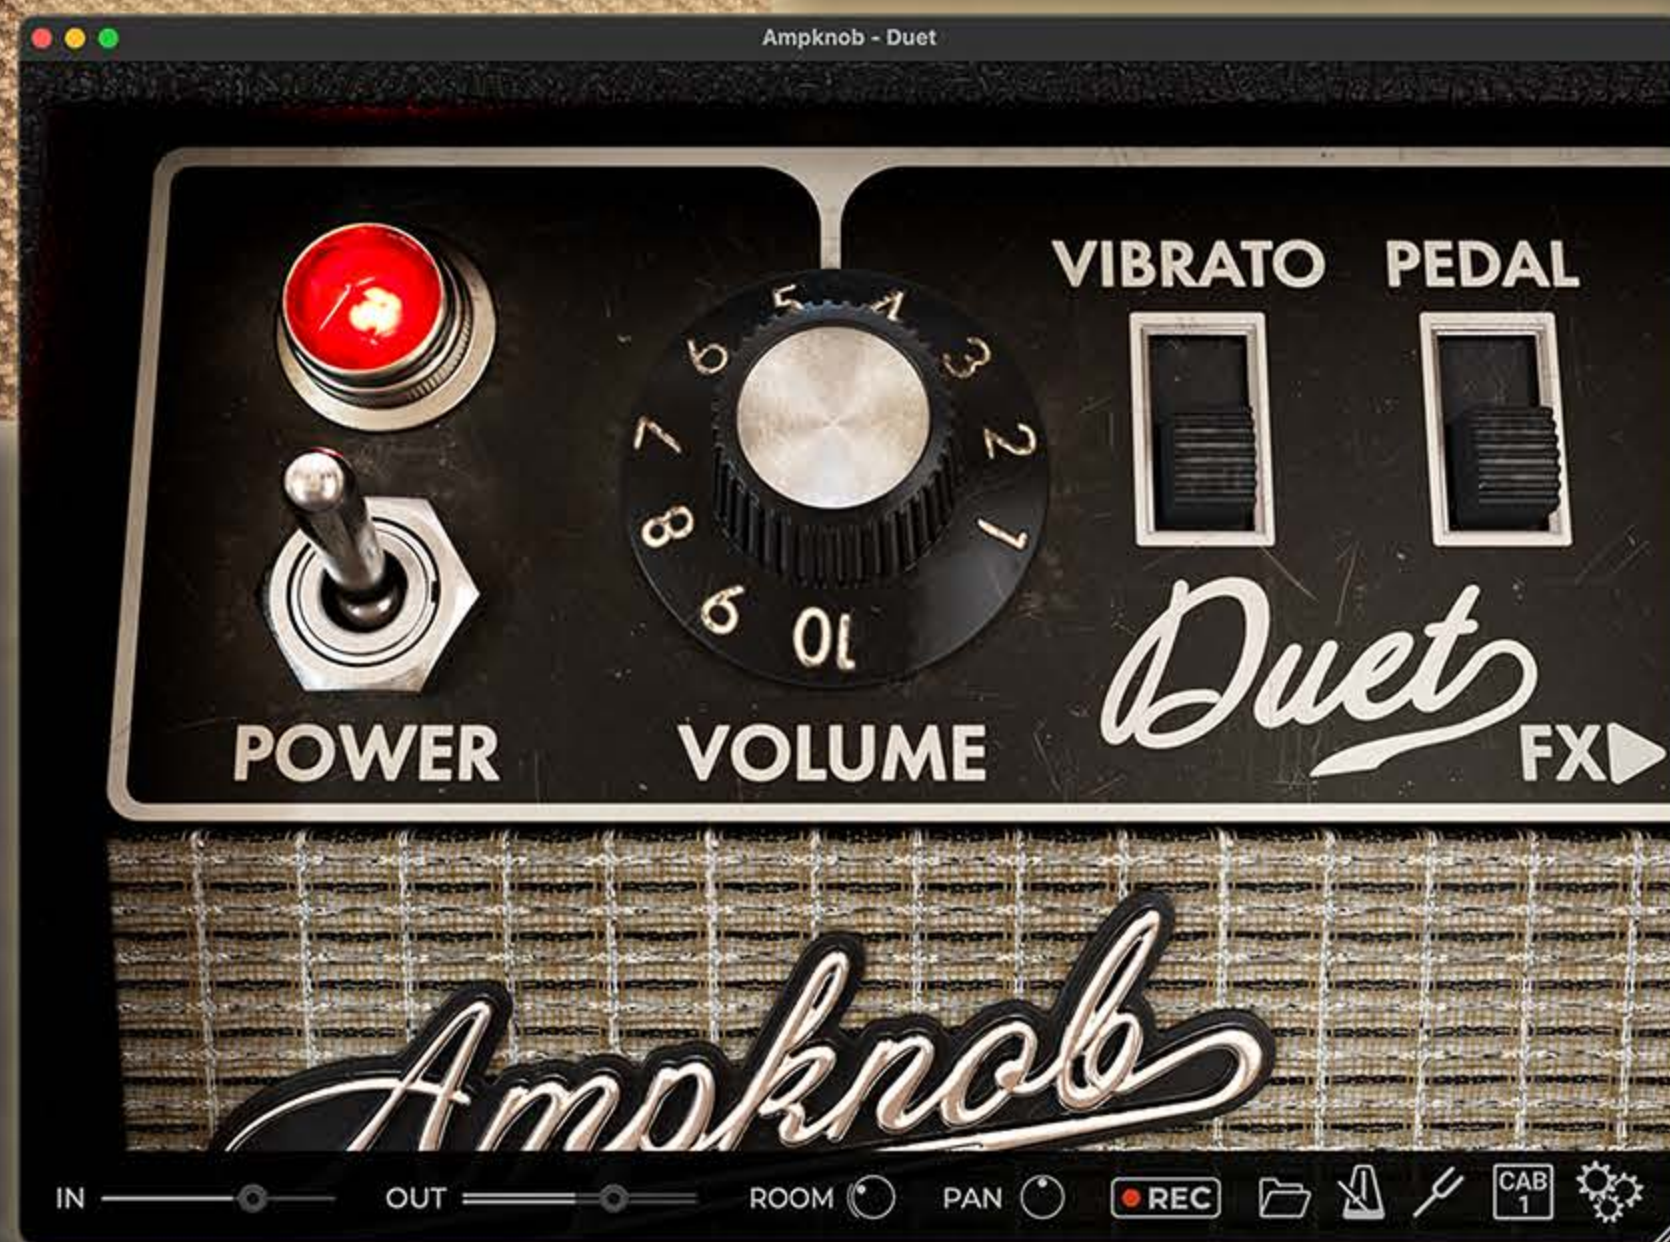 Ampknob - Duet
VIBRATO PEDAL
5 4
6 3
7 2
8 1
9 10
Duet
FX
POWER VOLUME
Ampknob
IN OUT ROOM PAN REC CAB
1